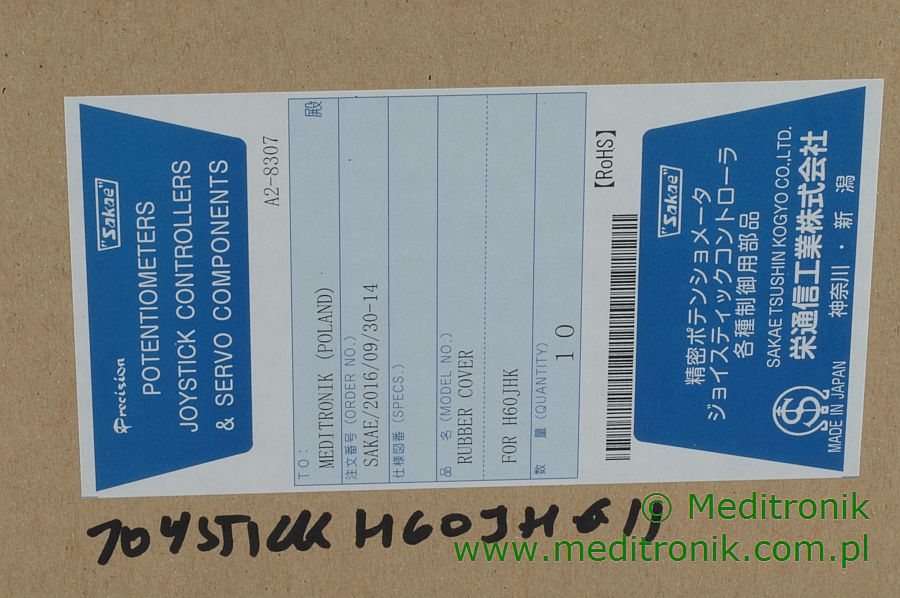 "Sakae"
Precision
POTENTIOMETERS
JOYSTICK CONTROLLERS
& SERVO COMPONENTS
A2-8307
TO:
殿
MEDITRONIK (POLAND)
注文番号 (ORDER NO.)
SAKAE/2016/09/30-14
仕様図番 (SPECS.)
品 名 (MODEL NO.)
RUBBER COVER
FOR H60JHK
数 量 (QUANTITY)
10
【RoHS】
"Sakae"
精密ポテンショメータ
ジョイスティックコントローラ
各種制御用部品
SAKAE TSUSHIN KOGYO CO.,LTD.
栄通信工業株式会社
神奈川・新潟
MADE IN JAPAN
JOYSTICK H60JH
© Meditronik
www.meditronik.com.pl